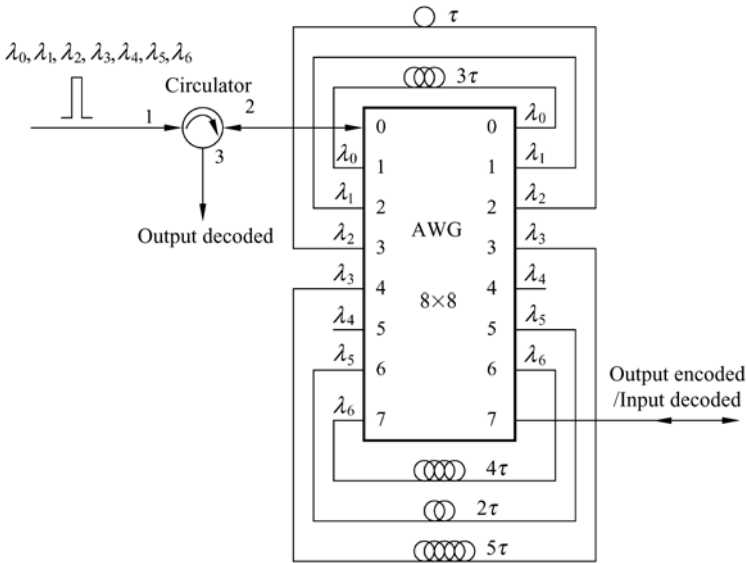 τ
λ₀, λ₁, λ₂, λ₃, λ₄, λ₅, λ₆
3τ
Circulator
1
2
3
Output decoded
0
λ₀ 1
λ₁ 2
λ₂ 3
λ₃ 4
λ₄ 5
λ₅ 6
λ₆ 7
AWG
8×8
0 λ₀
1 λ₁
2 λ₂
3 λ₃
4 λ₄
5 λ₅
6 λ₆
7
Output encoded
/Input decoded
4τ
2τ
5τ